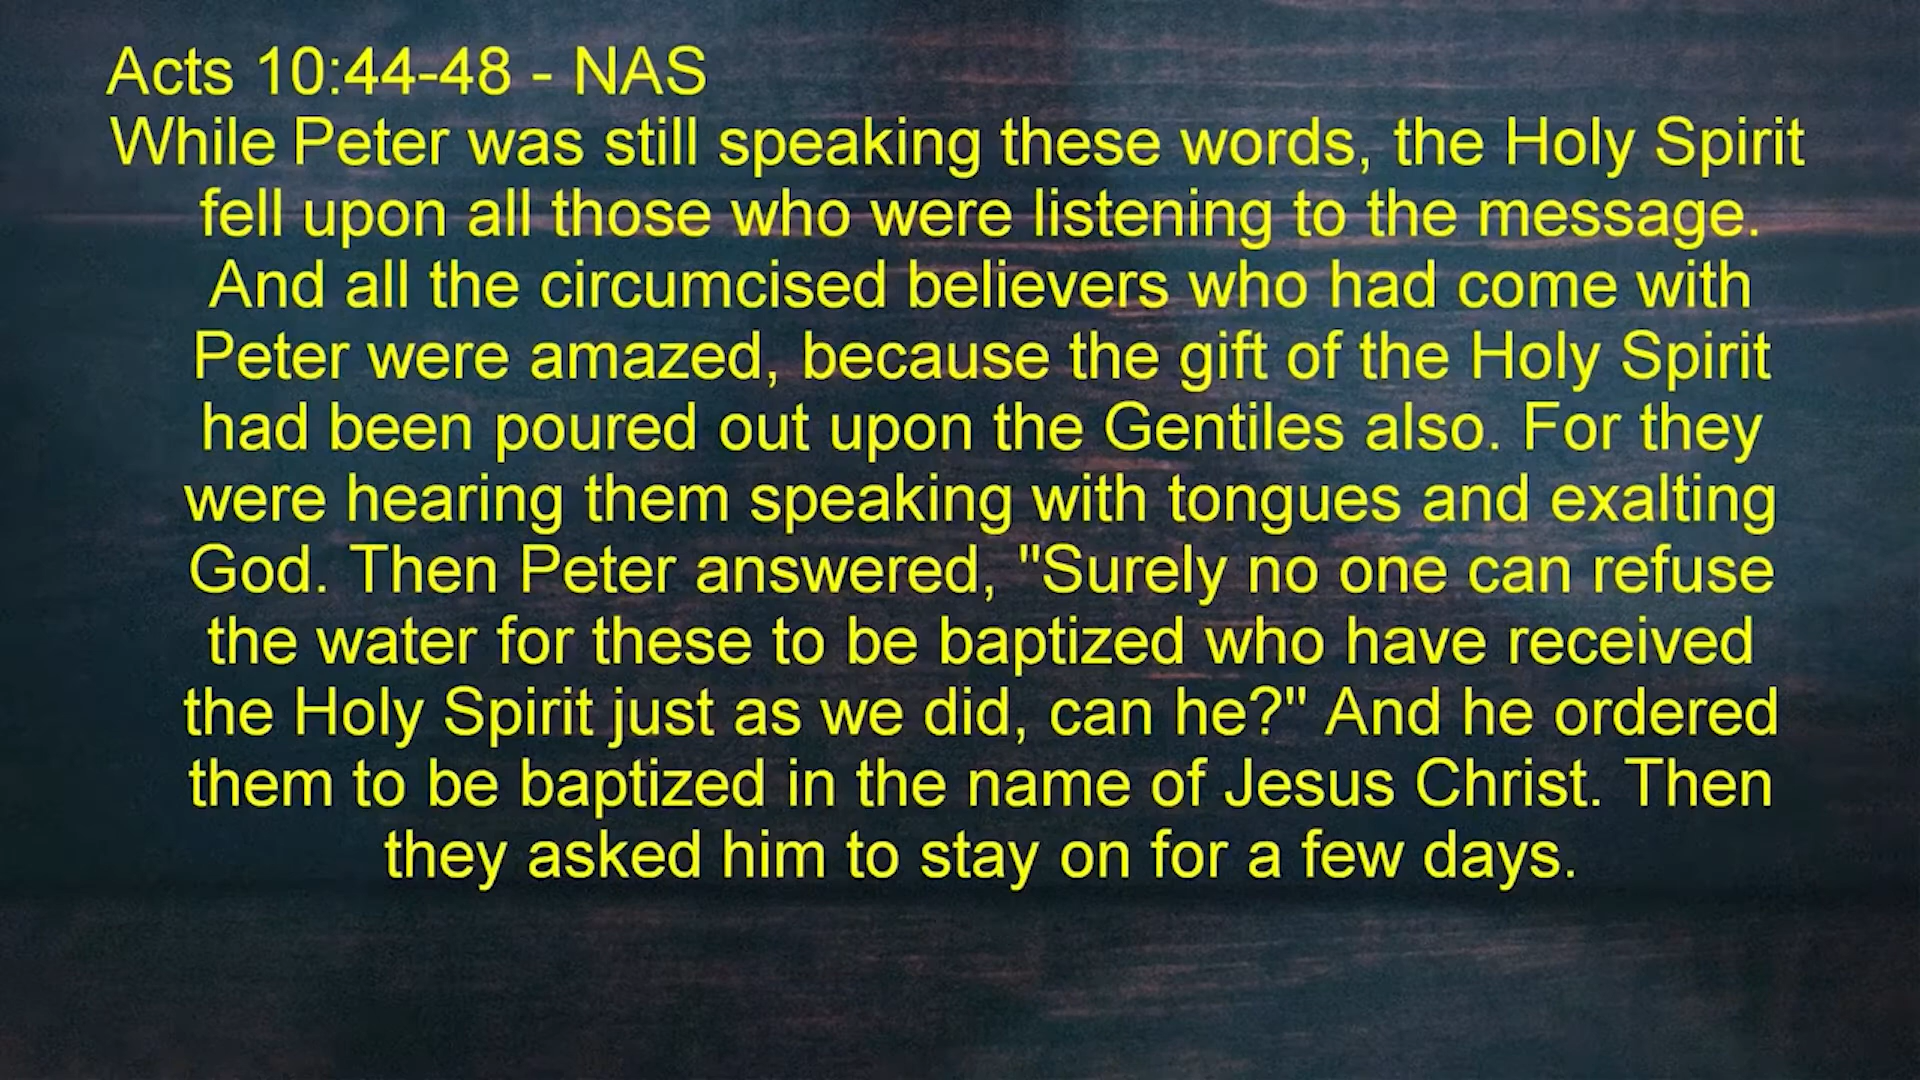 Acts 10:44-48 - NAS
While Peter was still speaking these words, the Holy Spirit
fell upon all those who were listening to the message.
And all the circumcised believers who had come with
Peter were amazed, because the gift of the Holy Spirit
had been poured out upon the Gentiles also. For they
were hearing them speaking with tongues and exalting
God. Then Peter answered, "Surely no one can refuse
the water for these to be baptized who have received
the Holy Spirit just as we did, can he?" And he ordered
them to be baptized in the name of Jesus Christ. Then
they asked him to stay on for a few days.